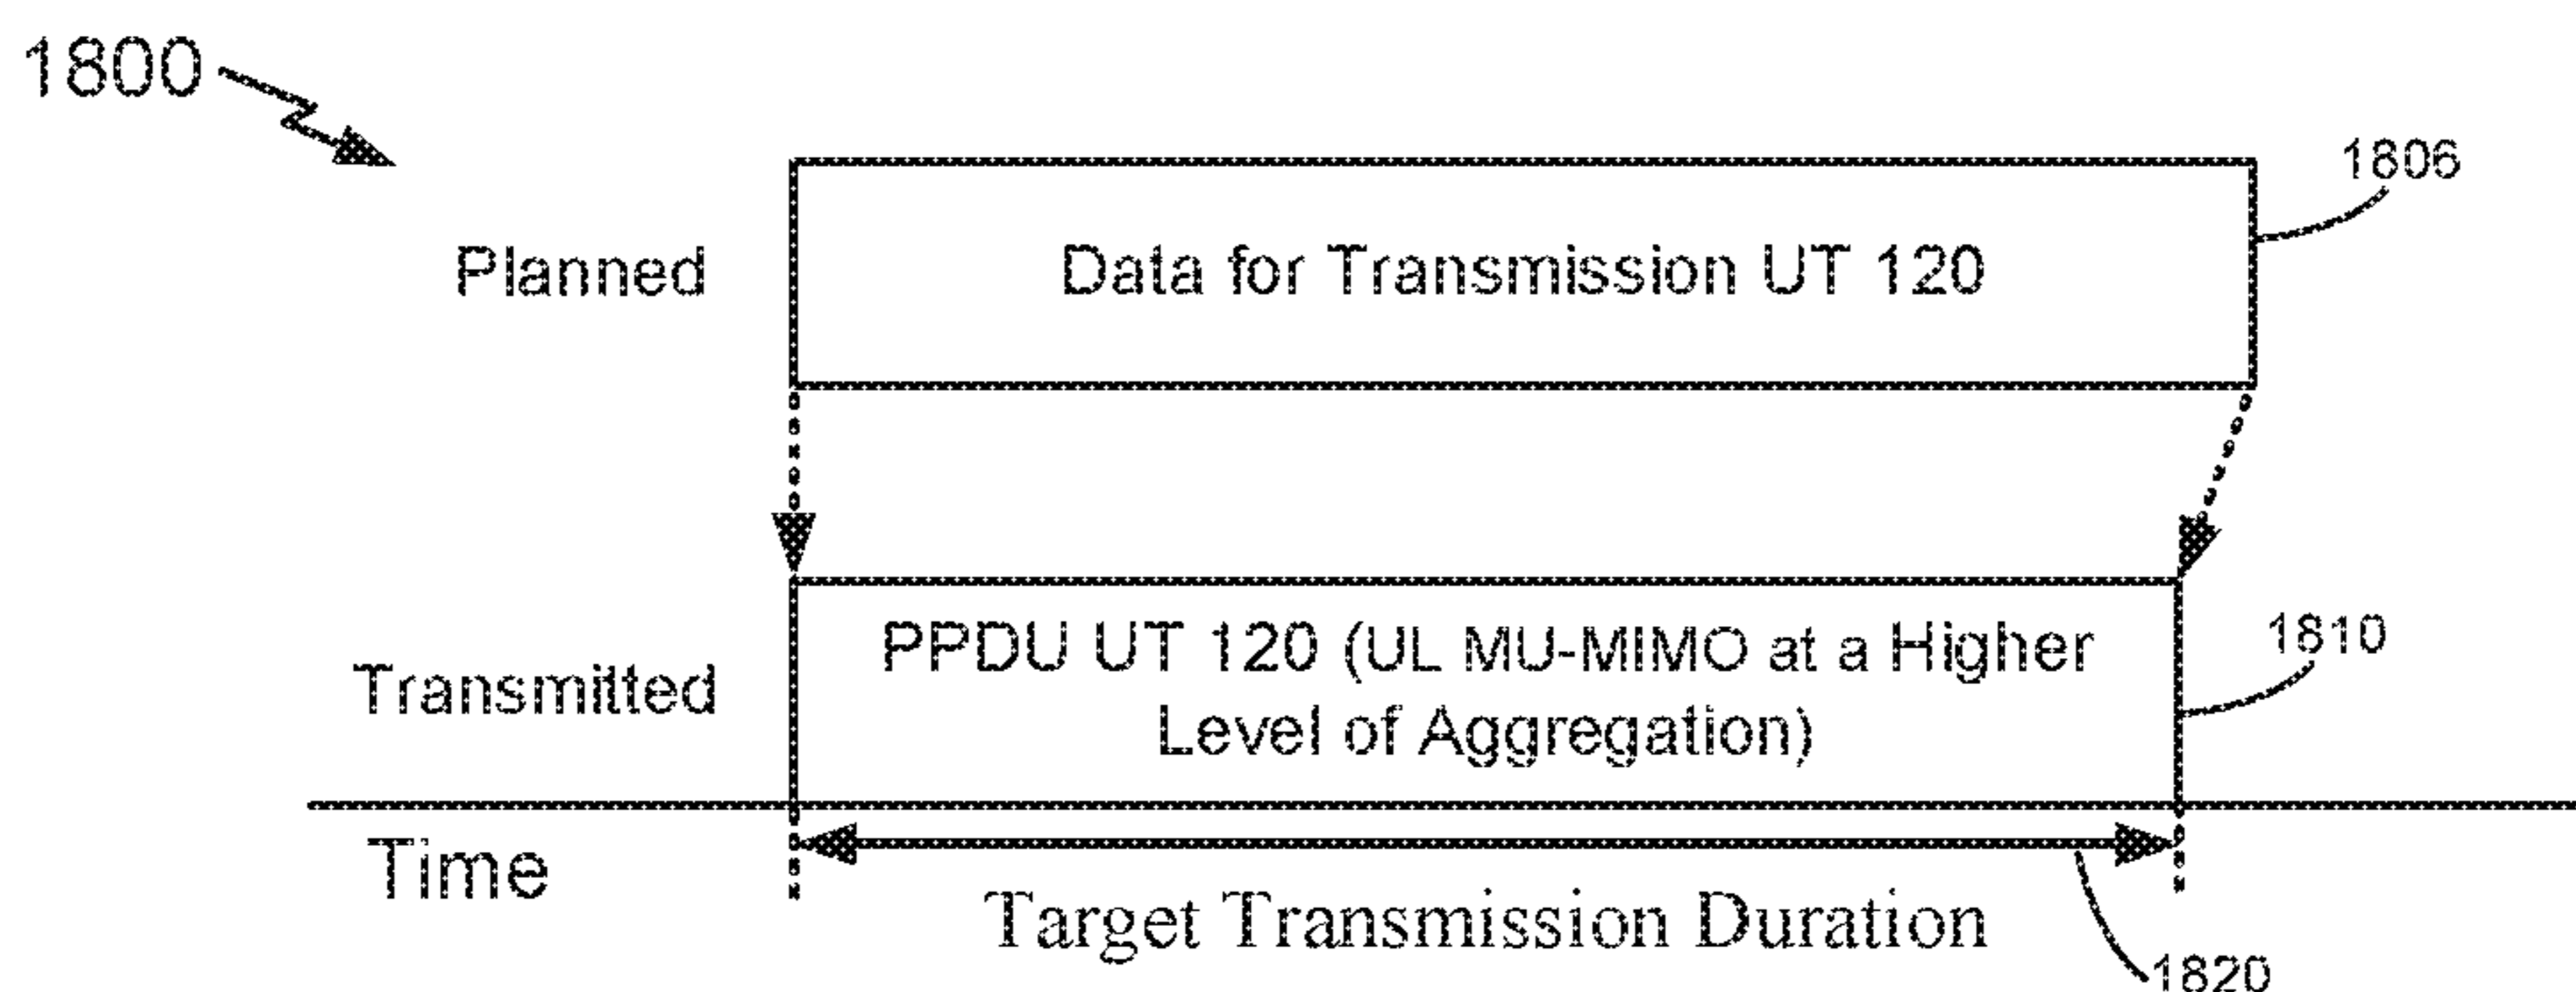 1800
1806
Planned
Data for Transmission UT 120
1810
Transmitted
PPDU UT 120 (UL MU-MIMO at a Higher
Level of Aggregation)
Time
Target Transmission Duration
1820